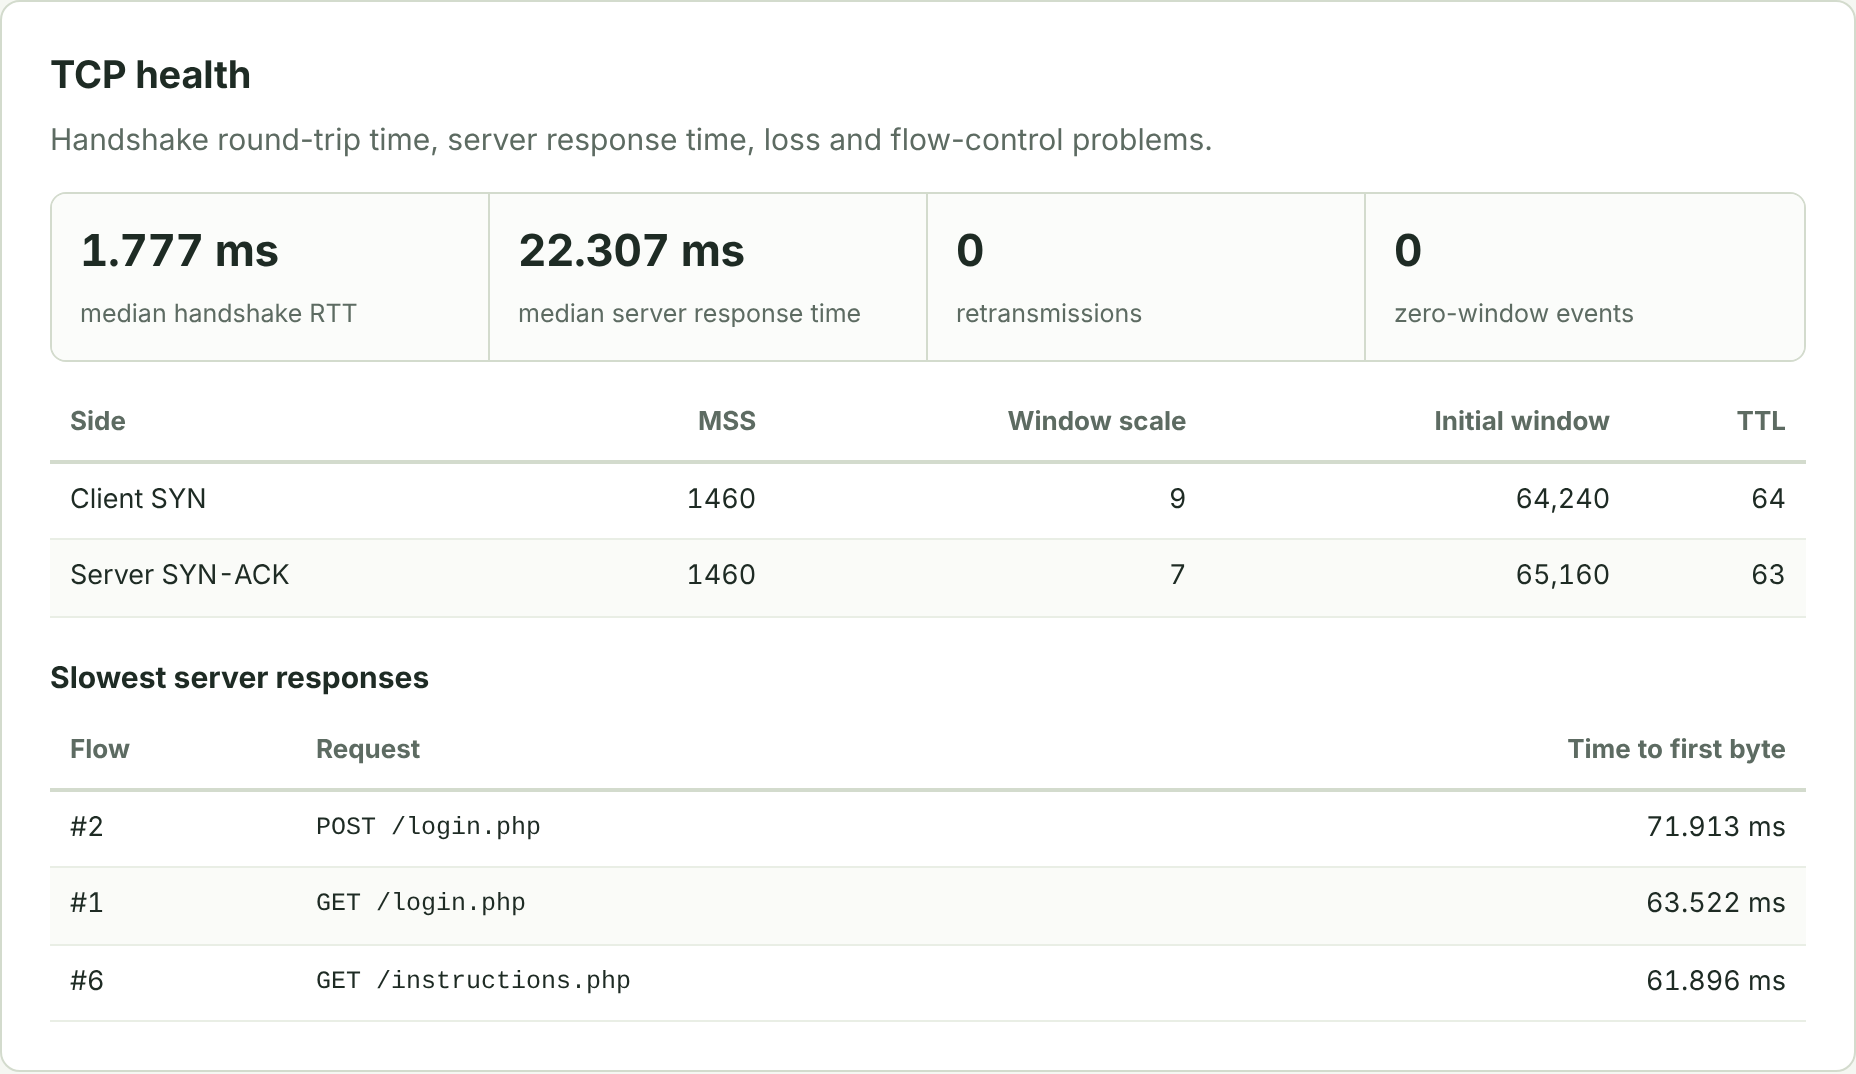 TCP health
Handshake round-trip time, server response time, loss and flow-control problems.
1.777 ms
median handshake RTT
22.307 ms
median server response time
0
retransmissions
0
zero-window events
Side MSS Window scale Initial window TTL
Client SYN 1460 9 64,240 64
Server SYN-ACK 1460 7 65,160 63
Slowest server responses
Flow Request Time to first byte
#2 POST /login.php 71.913 ms
#1 GET /login.php 63.522 ms
#6 GET /instructions.php 61.896 ms